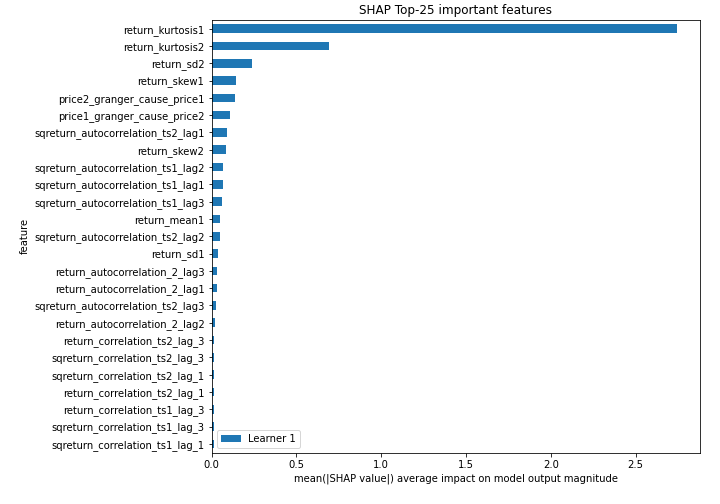 SHAP Top-25 important features
return_kurtosis1
return_kurtosis2
return_sd2
return_skew1
price2_granger_cause_price1
price1_granger_cause_price2
sqreturn_autocorrelation_ts2_lag1
return_skew2
sqreturn_autocorrelation_ts1_lag2
sqreturn_autocorrelation_ts1_lag1
sqreturn_autocorrelation_ts1_lag3
return_mean1
sqreturn_autocorrelation_ts2_lag2
return_sd1
return_autocorrelation_2_lag3
return_autocorrelation_2_lag1
sqreturn_autocorrelation_ts2_lag3
return_autocorrelation_2_lag2
return_correlation_ts2_lag_3
sqreturn_correlation_ts2_lag_3
sqreturn_correlation_ts2_lag_1
return_correlation_ts2_lag_1
return_correlation_ts1_lag_3
sqreturn_correlation_ts1_lag_3
sqreturn_correlation_ts1_lag_1
feature
Learner 1
0.0 0.5 1.0 1.5 2.0 2.5
mean(|SHAP value|) average impact on model output magnitude